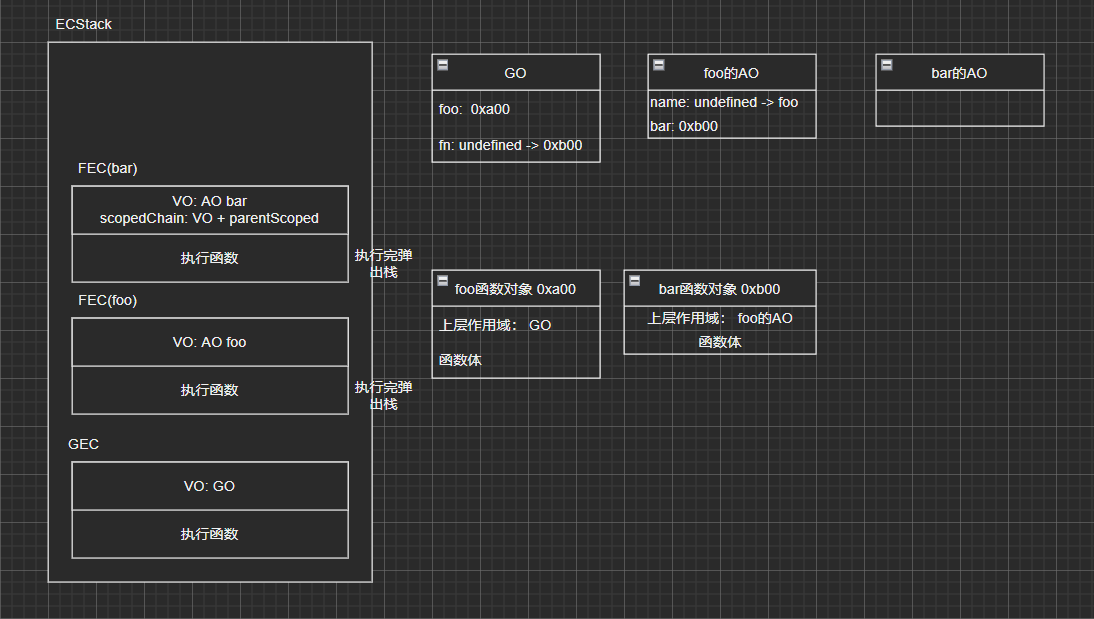 ECStack
FEC(bar)
VO: AO bar
scopedChain: VO + parentScoped
执行函数
执行完弹
出栈
FEC(foo)
VO: AO foo
执行函数
执行完弹
出栈
GEC
VO: GO
执行函数
GO
foo: 0xa00
fn: undefined -> 0xb00
foo的AO
name: undefined -> foo
bar: 0xb00
bar的AO
foo函数对象 0xa00
上层作用域： GO
函数体
bar函数对象 0xb00
上层作用域： foo的AO
函数体